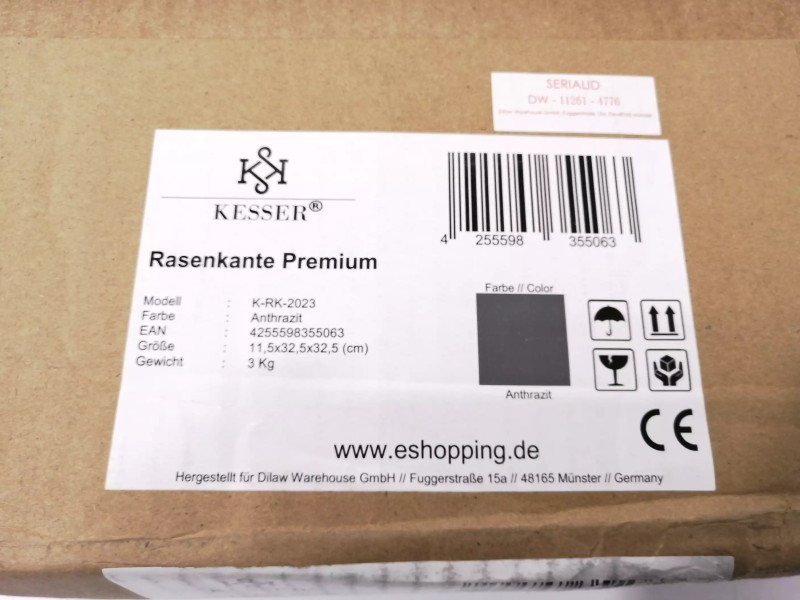 SERIALID
DW - 11261 - 4776
KESSER®
4 255598 355063
Rasenkante Premium
Modell : K-RK-2023
Farbe : Anthrazit
EAN : 4255598355063
Größe : 11,5x32,5x32,5 (cm)
Gewicht : 3 Kg
Farbe // Color
Anthrazit
CE
www.eshopping.de
Hergestellt für Dilaw Warehouse GmbH // Fuggerstraße 15a // 48165 Münster // Germany